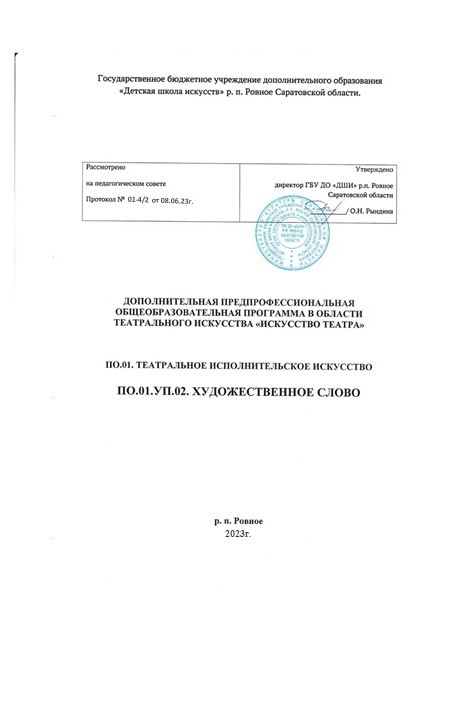 Государственное бюджетное учреждение дополнительного образования
«Детская школа искусств» р. п. Ровное Саратовской области.
Рассмотрено
на педагогическом совете
Протокол № 01-4/2 от 08.06.23г.
Утверждено
директор ГБУ ДО «ДШИ» р.п. Ровное
Саратовской области
/ О.Н. Рындина
ДОПОЛНИТЕЛЬНАЯ ПРЕДПРОФЕССИОНАЛЬНАЯ
ОБЩЕОБРАЗОВАТЕЛЬНАЯ ПРОГРАММА В ОБЛАСТИ
ТЕАТРАЛЬНОГО ИСКУССТВА «ИСКУССТВО ТЕАТРА»
ПО.01. ТЕАТРАЛЬНОЕ ИСПОЛНИТЕЛЬСКОЕ ИСКУССТВО
ПО.01.УП.02. ХУДОЖЕСТВЕННОЕ СЛОВО
р. п. Ровное
2023г.